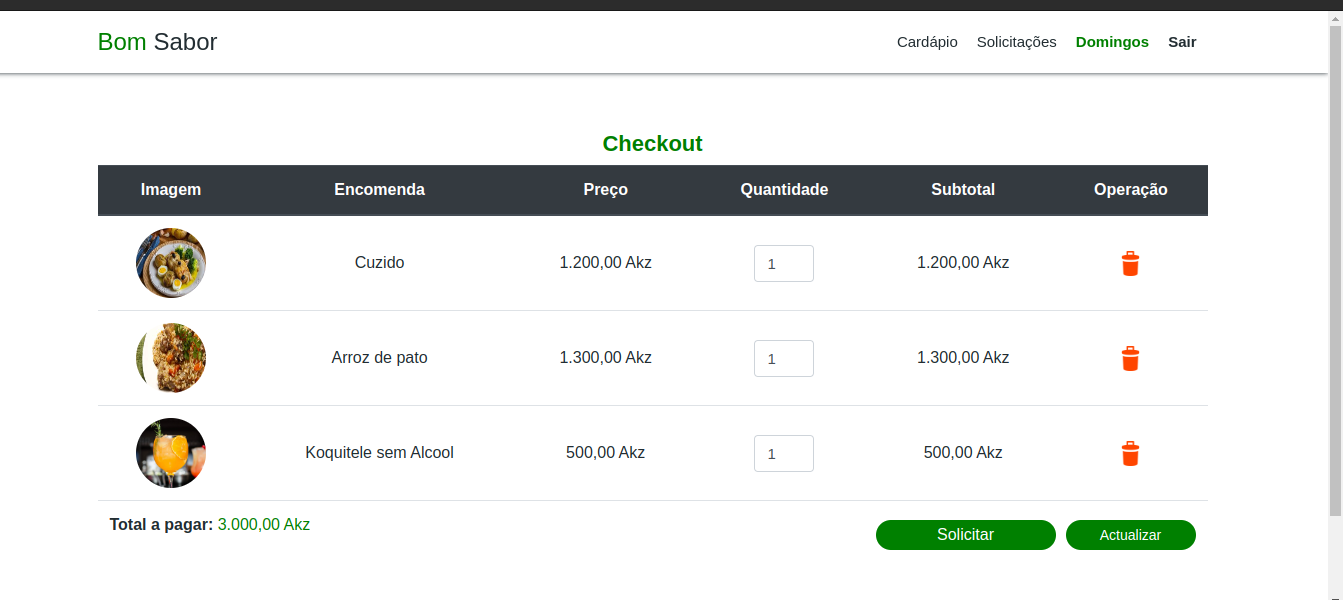 Bom Sabor
Cardápio Solicitações Domingos Sair
Checkout
Imagem Encomenda Preço Quantidade Subtotal Operação
Cuzido 1.200,00 Akz 1 1.200,00 Akz
Arroz de pato 1.300,00 Akz 1 1.300,00 Akz
Koquitele sem Alcool 500,00 Akz 1 500,00 Akz
Total a pagar: 3.000,00 Akz
Solicitar Actualizar